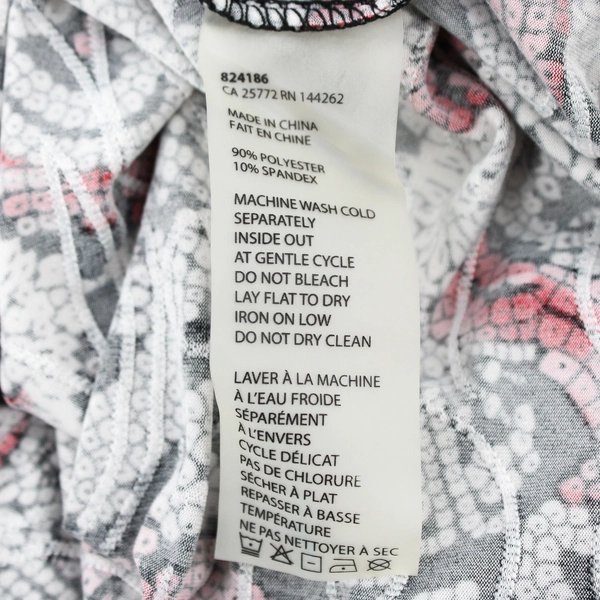 824186
CA 25772 RN 144262
MADE IN CHINA
FAIT EN CHINE
90% POLYESTER
10% SPANDEX
MACHINE WASH COLD
SEPARATELY
INSIDE OUT
AT GENTLE CYCLE
DO NOT BLEACH
LAY FLAT TO DRY
IRON ON LOW
DO NOT DRY CLEAN
LAVER À LA MACHINE
À L'EAU FROIDE
SÉPARÉMENT
À L'ENVERS
CYCLE DÉLICAT
PAS DE CHLORURE
SÉCHER À PLAT
REPASSER À BASSE
TEMPÉRATURE
NE PAS NETTOYER À SEC